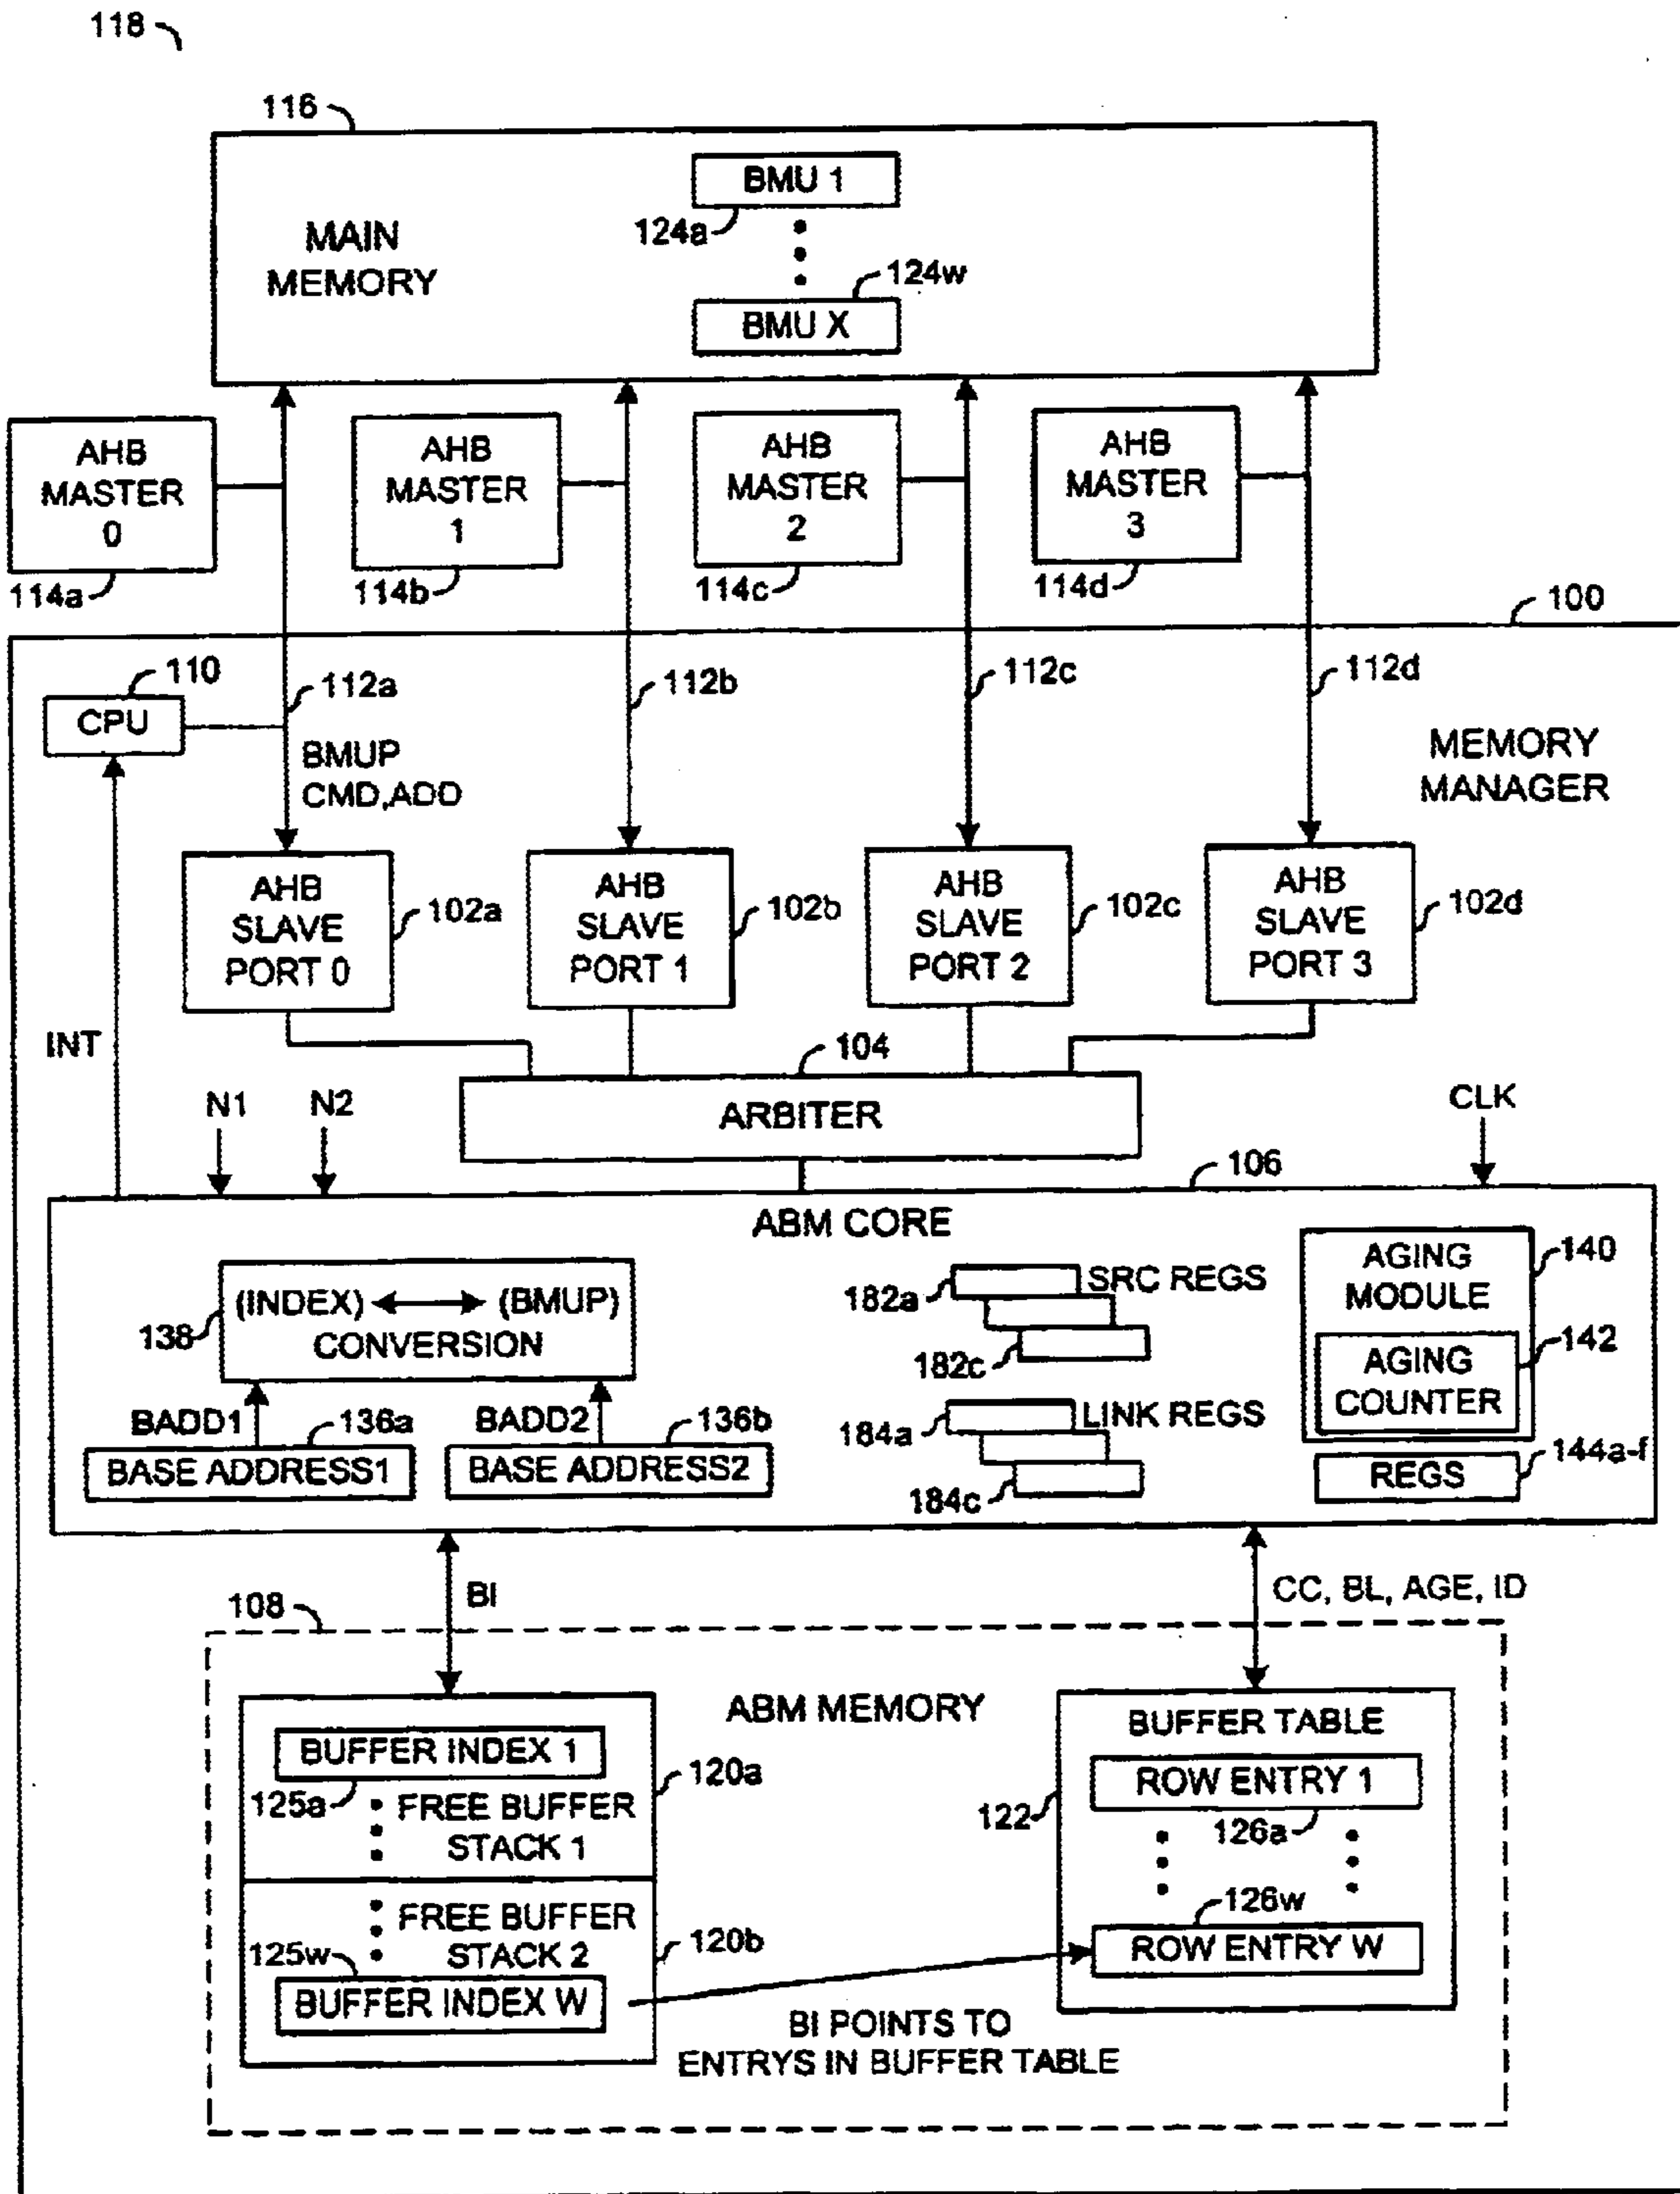 118
116
BMU 1
124a
MAIN
MEMORY
124w
BMU X
AHB
MASTER
0
AHB
MASTER
1
AHB
MASTER
2
AHB
MASTER
3
114a
114b
114c
114d
100
110
112a
112b
112c
112d
CPU
BMUP
CMD,ADD
MEMORY
MANAGER
AHB
SLAVE
PORT 0
102a
AHB
SLAVE
PORT 1
102b
AHB
SLAVE
PORT 2
102c
AHB
SLAVE
PORT 3
102d
INT
104
N1
N2
ARBITER
CLK
106
ABM CORE
(INDEX) (BMUP)
CONVERSION
138
182a
SRC REGS
182c
AGING
MODULE
140
AGING
COUNTER
142
BADD1
136a
BADD2
136b
184a
LINK REGS
184c
BASE ADDRESS1
BASE ADDRESS2
REGS
144a-f
BI
CC, BL, AGE, ID
108
ABM MEMORY
BUFFER INDEX 1
125a
FREE BUFFER
STACK 1
120a
BUFFER TABLE
ROW ENTRY 1
122
126a
FREE BUFFER
STACK 2
120b
125w
BUFFER INDEX W
126w
ROW ENTRY W
BI POINTS TO
ENTRYS IN BUFFER TABLE